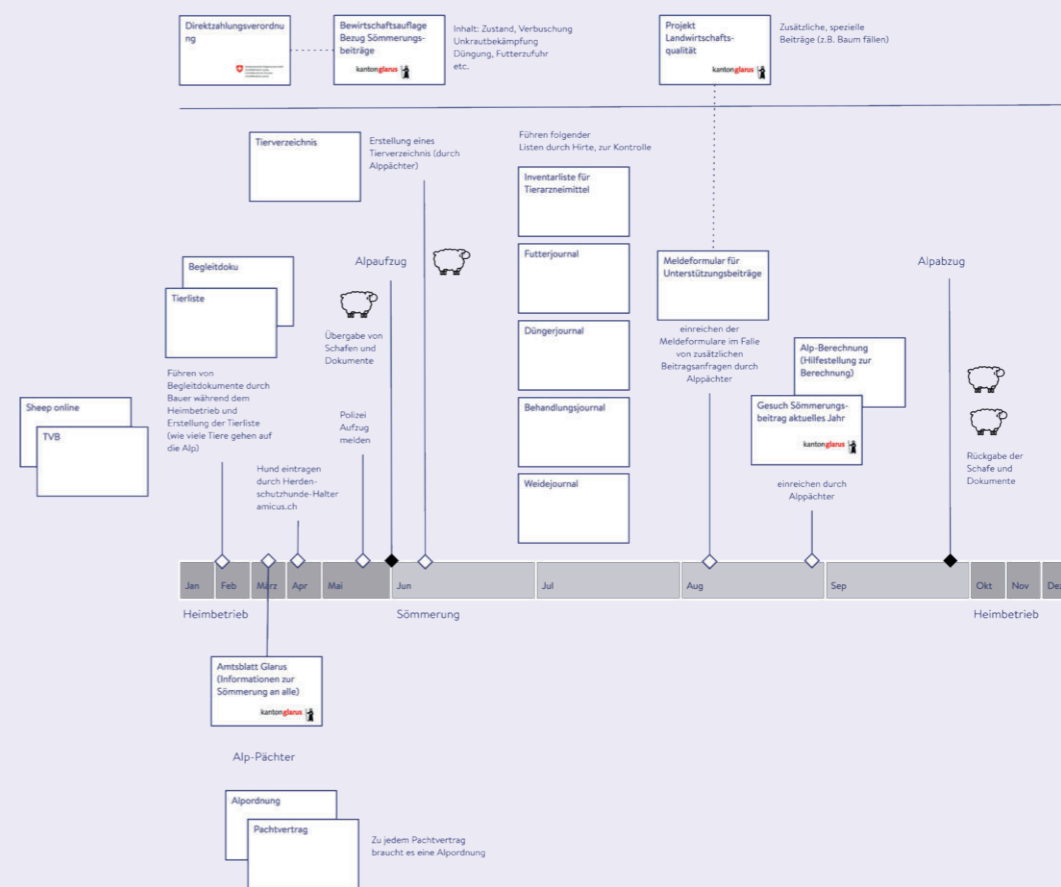 Direktzahlungsverordnu
ng
Bewirtschaftsauflage
Bezug Sömmerungs-
beiträge
kantonglarus
Inhalt: Zustand, Verbuschung
Unkrautbekämpfung
Düngung, Futterzufuhr
etc.
Projekt
Landwirtschafts-
qualität
kantonglarus
Zusätzliche, spezielle
Beiträge (z.B. Baum fällen)
Tierverzeichnis
Erstellung eines
Tierverzeichnis (durch
Alppächter)
Führen folgender
Listen durch Hirte, zur Kontrolle
Inventarliste für
Tierarzneimittel
Futterjournal
Düngerjournal
Behandlungsjournal
Weidejournal
Begleitdoku
Tierliste
Führen von
Begleitdokumente durch
Bauer während dem
Heimbetrieb und
Erstellung der Tierliste
(wie viele Tiere gehen auf
die Alp)
Sheep online
TVB
Alpaufzug
Übergabe von
Schafen und
Dokumente
Polizei
Aufzug
melden
Hund eintragen
durch Herden-
schutzhunde-Halter
amicus.ch
Meldeformular für
Unterstützungsbeiträge
einreichen der
Meldeformulare im Falle
von zusätzlichen
Beitragsanfragen durch
Alppächter
Alp-Berechnung
(Hilfestellung zur
Berechnung)
Gesuch Sömmerungs-
beitrag aktuelles Jahr
kantonglarus
einreichen durch
Alppächter
Alpabzug
Rückgabe der
Schafe und
Dokumente
Jan
Feb
März
Apr
Mai
Jun
Jul
Aug
Sep
Okt
Nov
Dez
Heimbetrieb
Sömmerung
Heimbetrieb
Amtsblatt Glarus
(Informationen zur
Sömmerung an alle)
kantonglarus
Alp-Pächter
Alpordnung
Pachtvertrag
Zu jedem Pachtvertrag
braucht es eine Alpordnung